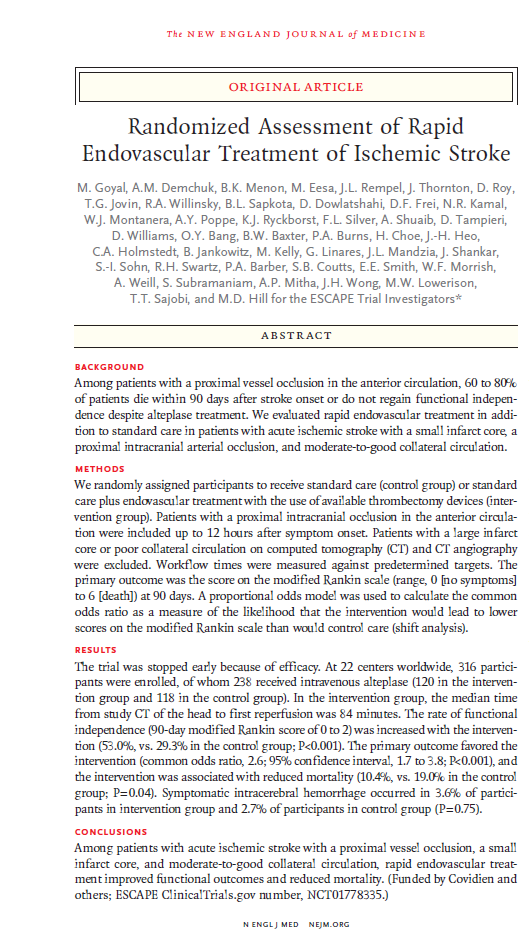 The NEW ENGLAND JOURNAL of MEDICINE
ORIGINAL ARTICLE
Randomized Assessment of Rapid
Endovascular Treatment of Ischemic Stroke
M. Goyal, A.M. Demchuk, B.K. Menon, M. Eesa, J.L. Rempel, J. Thornton, D. Roy,
T.G. Jovin, R.A. Willinsky, B.L. Sapkota, D. Dowlatshahi, D.F. Frei, N.R. Kamal,
W.J. Montanera, A.Y. Poppe, K.J. Ryckborst, F.L. Silver, A. Shuaib, D. Tampieri,
D. Williams, O.Y. Bang, B.W. Baxter, P.A. Burns, H. Choe, J.-H. Heo,
C.A. Holmstedt, B. Jankowitz, M. Kelly, G. Linares, J.L. Mandzia, J. Shankar,
S.-I. Sohn, R.H. Swartz, P.A. Barber, S.B. Coutts, E.E. Smith, W.F. Morrish,
A. Weill, S. Subramaniam, A.P. Mitha, J.H. Wong, M.W. Lowerison,
T.T. Sajobi, and M.D. Hill for the ESCAPE Trial Investigators*
ABSTRACT
BACKGROUND
Among patients with a proximal vessel occlusion in the anterior circulation, 60 to 80%
of patients die within 90 days after stroke onset or do not regain functional indepen-
dence despite alteplase treatment. We evaluated rapid endovascular treatment in addi-
tion to standard care in patients with acute ischemic stroke with a small infarct core, a
proximal intracranial arterial occlusion, and moderate-to-good collateral circulation.
METHODS
We randomly assigned participants to receive standard care (control group) or standard
care plus endovascular treatment with the use of available thrombectomy devices (inter-
vention group). Patients with a proximal intracranial occlusion in the anterior circula-
tion were included up to 12 hours after symptom onset. Patients with a large infarct
core or poor collateral circulation on computed tomography (CT) and CT angiography
were excluded. Workflow times were measured against predetermined targets. The
primary outcome was the score on the modified Rankin scale (range, 0 [no symptoms]
to 6 [death]) at 90 days. A proportional odds model was used to calculate the common
odds ratio as a measure of the likelihood that the intervention would lead to lower
scores on the modified Rankin scale than would control care (shift analysis).
RESULTS
The trial was stopped early because of efficacy. At 22 centers worldwide, 316 partici-
pants were enrolled, of whom 238 received intravenous alteplase (120 in the interven-
tion group and 118 in the control group). In the intervention group, the median time
from study CT of the head to first reperfusion was 84 minutes. The rate of functional
independence (90-day modified Rankin score of 0 to 2) was increased with the interven-
tion (53.0%, vs. 29.3% in the control group; P<0.001). The primary outcome favored the
intervention (common odds ratio, 2.6; 95% confidence interval, 1.7 to 3.8; P<0.001), and
the intervention was associated with reduced mortality (10.4%, vs. 19.0% in the control
group; P=0.04). Symptomatic intracerebral hemorrhage occurred in 3.6% of partici-
pants in intervention group and 2.7% of participants in control group (P=0.75).
CONCLUSIONS
Among patients with acute ischemic stroke with a proximal vessel occlusion, a small
infarct core, and moderate-to-good collateral circulation, rapid endovascular treat-
ment improved functional outcomes and reduced mortality. (Funded by Covidien and
others; ESCAPE ClinicalTrials.gov number, NCT01778335.)
N ENGL J MED NEJM.ORG